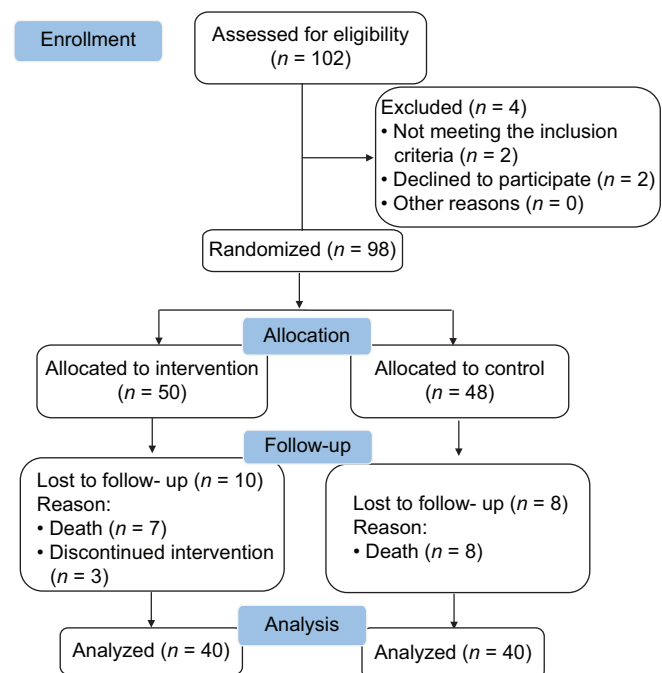 Enrollment
Assessed for eligibility
(n = 102)
Excluded (n = 4)
• Not meeting the inclusion
criteria (n = 2)
• Declined to participate (n = 2)
• Other reasons (n = 0)
Randomized (n = 98)
Allocation
Allocated to intervention
(n = 50)
Allocated to control
(n = 48)
Follow-up
Lost to follow- up (n = 10)
Reason:
• Death (n = 7)
• Discontinued intervention
(n = 3)
Lost to follow- up (n = 8)
Reason:
• Death (n = 8)
Analysis
Analyzed (n = 40)
Analyzed (n = 40)